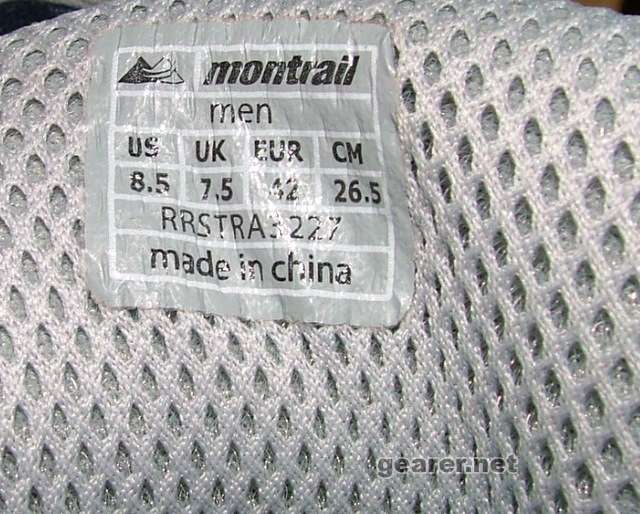 montrail
men
US UK EUR CM
8.5 7.5 42 26.5
RRSTRA3227
made in china
gearer.net